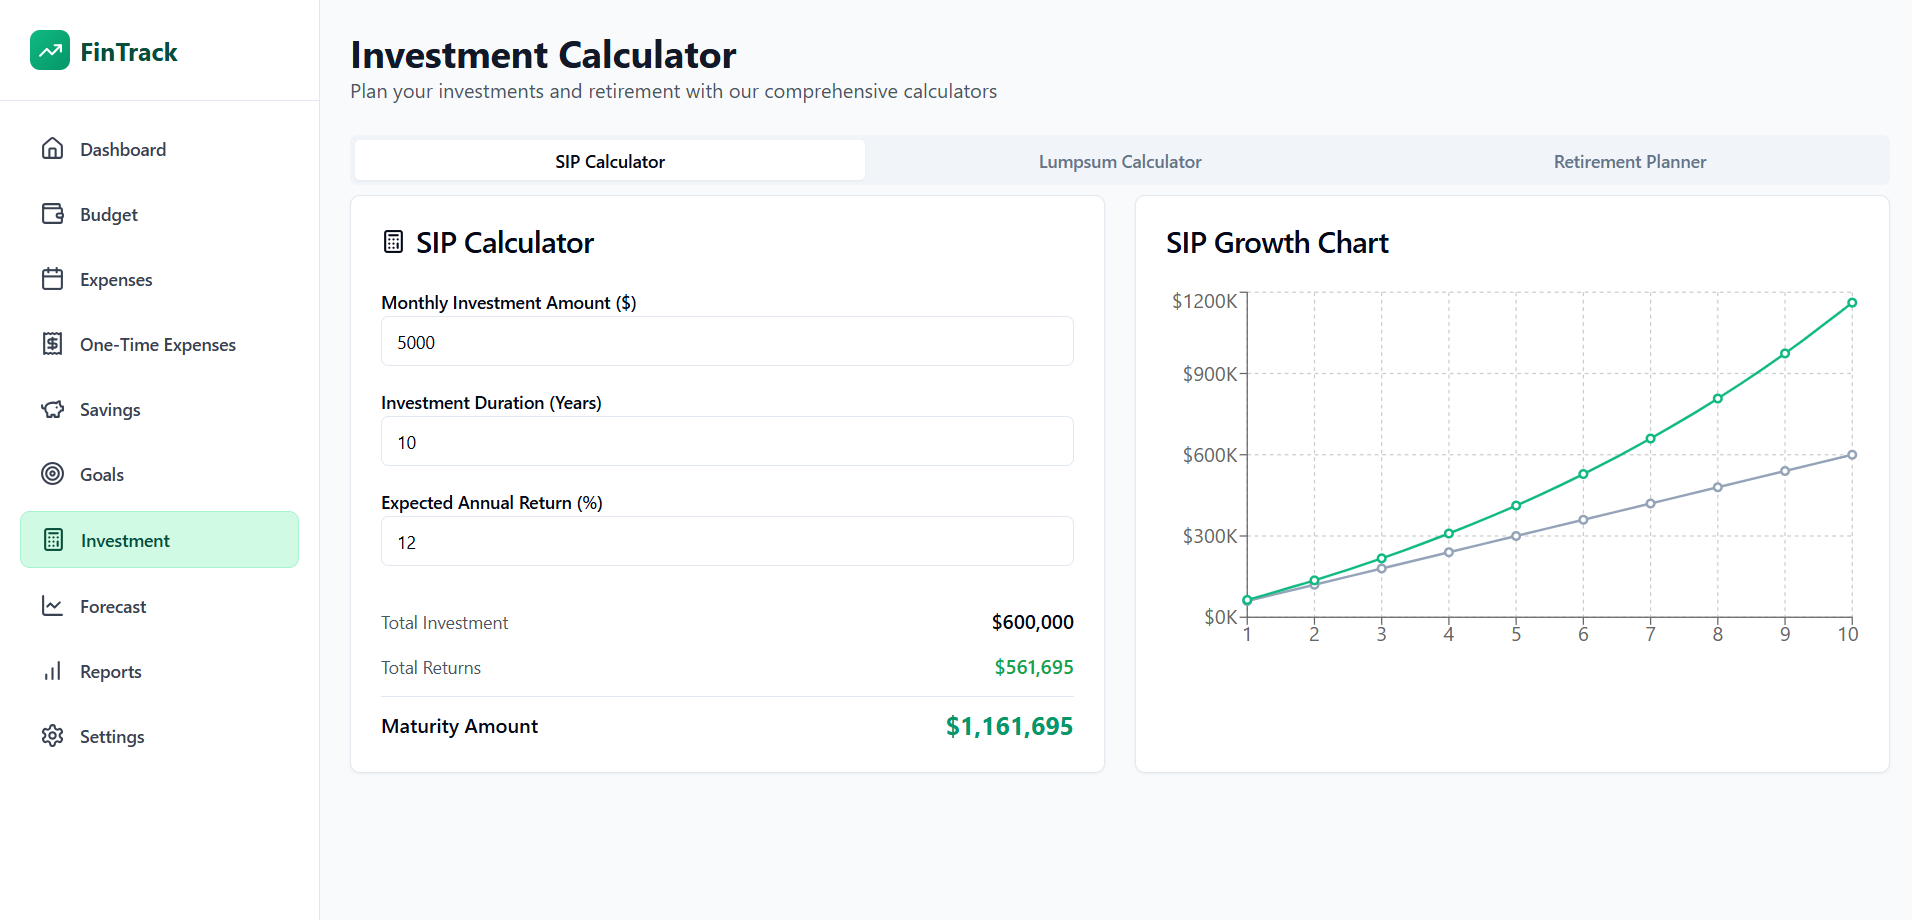 FinTrack
Dashboard
Budget
Expenses
One-Time Expenses
Savings
Goals
Investment
Forecast
Reports
Settings
Investment Calculator
Plan your investments and retirement with our comprehensive calculators
SIP Calculator
Lumpsum Calculator
Retirement Planner
SIP Calculator
Monthly Investment Amount ($)
5000
Investment Duration (Years)
10
Expected Annual Return (%)
12
Total Investment $600,000
Total Returns $561,695
Maturity Amount $1,161,695
SIP Growth Chart
$1200K
$900K
$600K
$300K
$0K
1 2 3 4 5 6 7 8 9 10